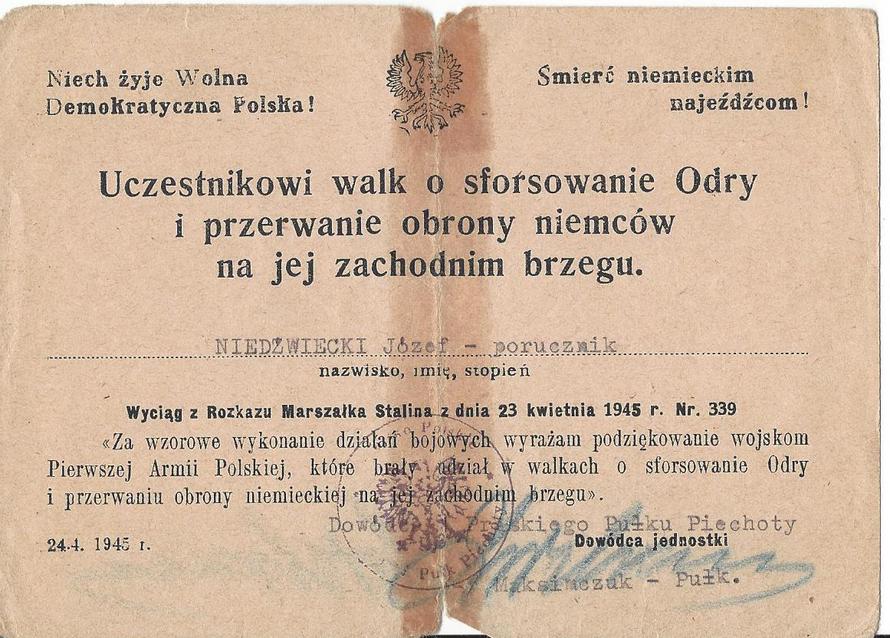 Niech żyje Wolna
Demokratyczna Polska!
Śmierć niemieckim
najeźdźcom!
Uczestnikowi walk o sforsowanie Odry
i przerwanie obrony niemców
na jej zachodnim brzegu.
NIEDŹWIECKI Józef - porucznik
nazwisko, imię, stopień
Wyciąg z Rozkazu Marszałka Stalina z dnia 23 kwietnia 1945 r. Nr. 339
«Za wzorowe wykonanie działań bojowych wyrażam podziękowanie wojskom
Pierwszej Armii Polskiej, które brały udział w walkach o sforsowanie Odry
i przerwaniu obrony niemieckiej na jej zachodnim brzegu».
Pułk Piechoty
Dowódca Praskiego Pułku Piechoty
24.4. 1945 r.
Dowódca jednostki
Maksimczuk - Pułk.